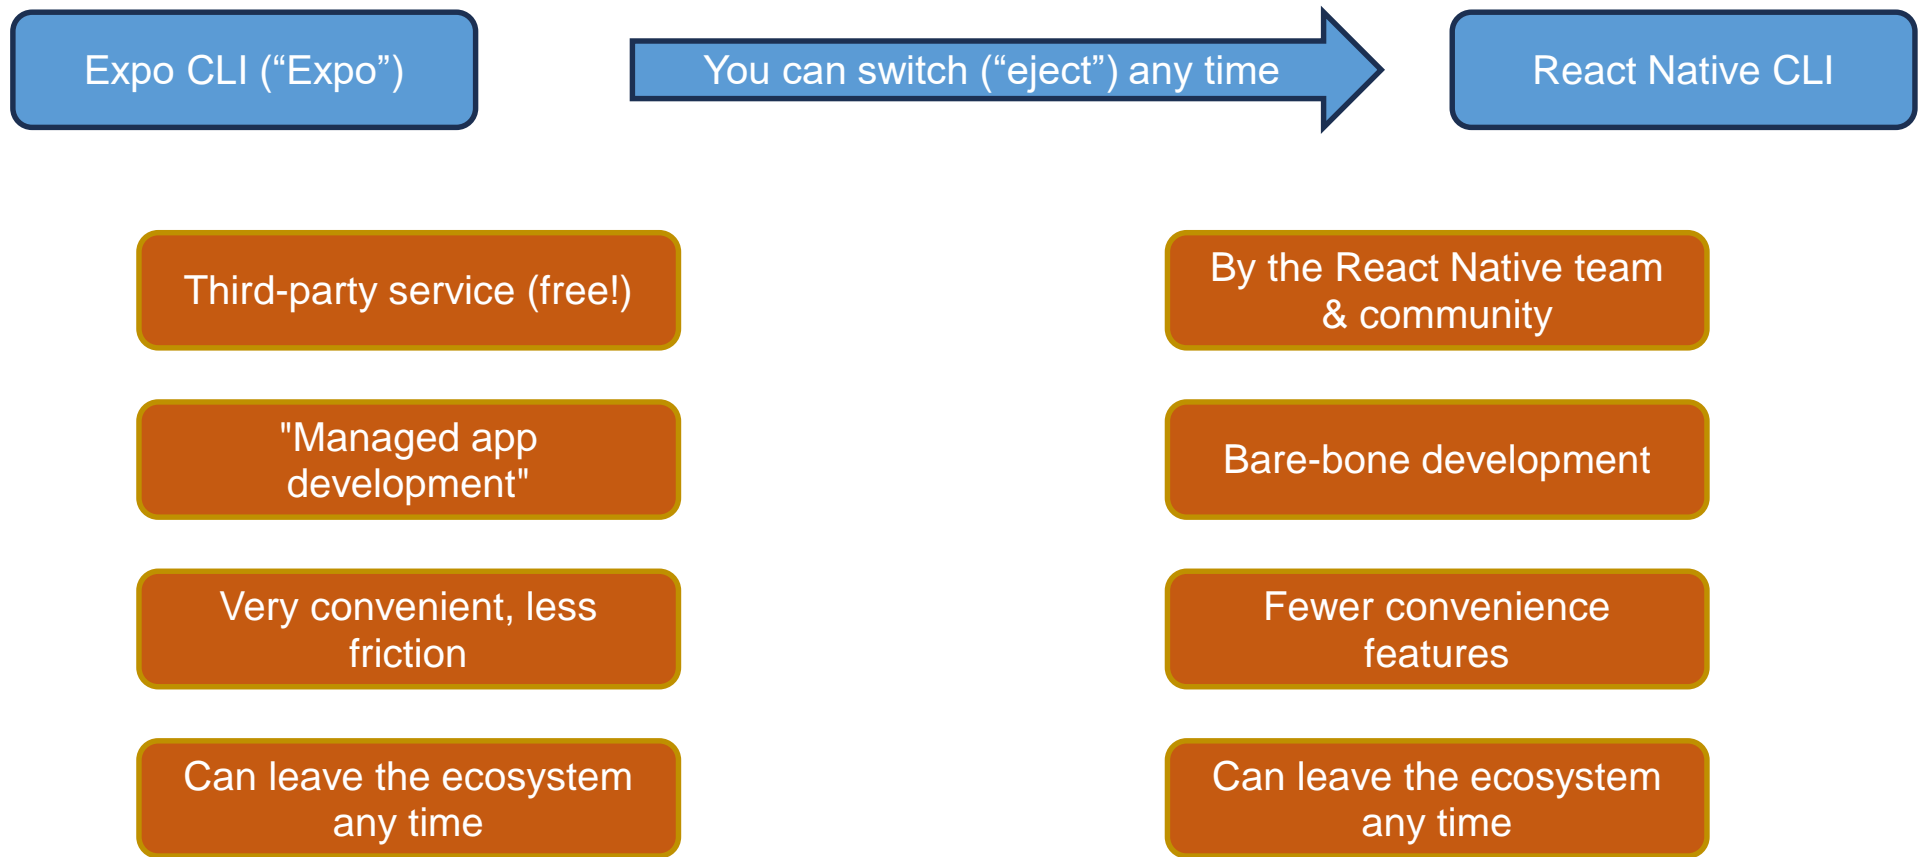 Expo CLI (“Expo”)
You can switch (“eject”) any time
React Native CLI
Third-party service (free!)
By the React Native team
& community
"Managed app
development"
Bare-bone development
Very convenient, less
friction
Fewer convenience
features
Can leave the ecosystem
any time
Can leave the ecosystem
any time